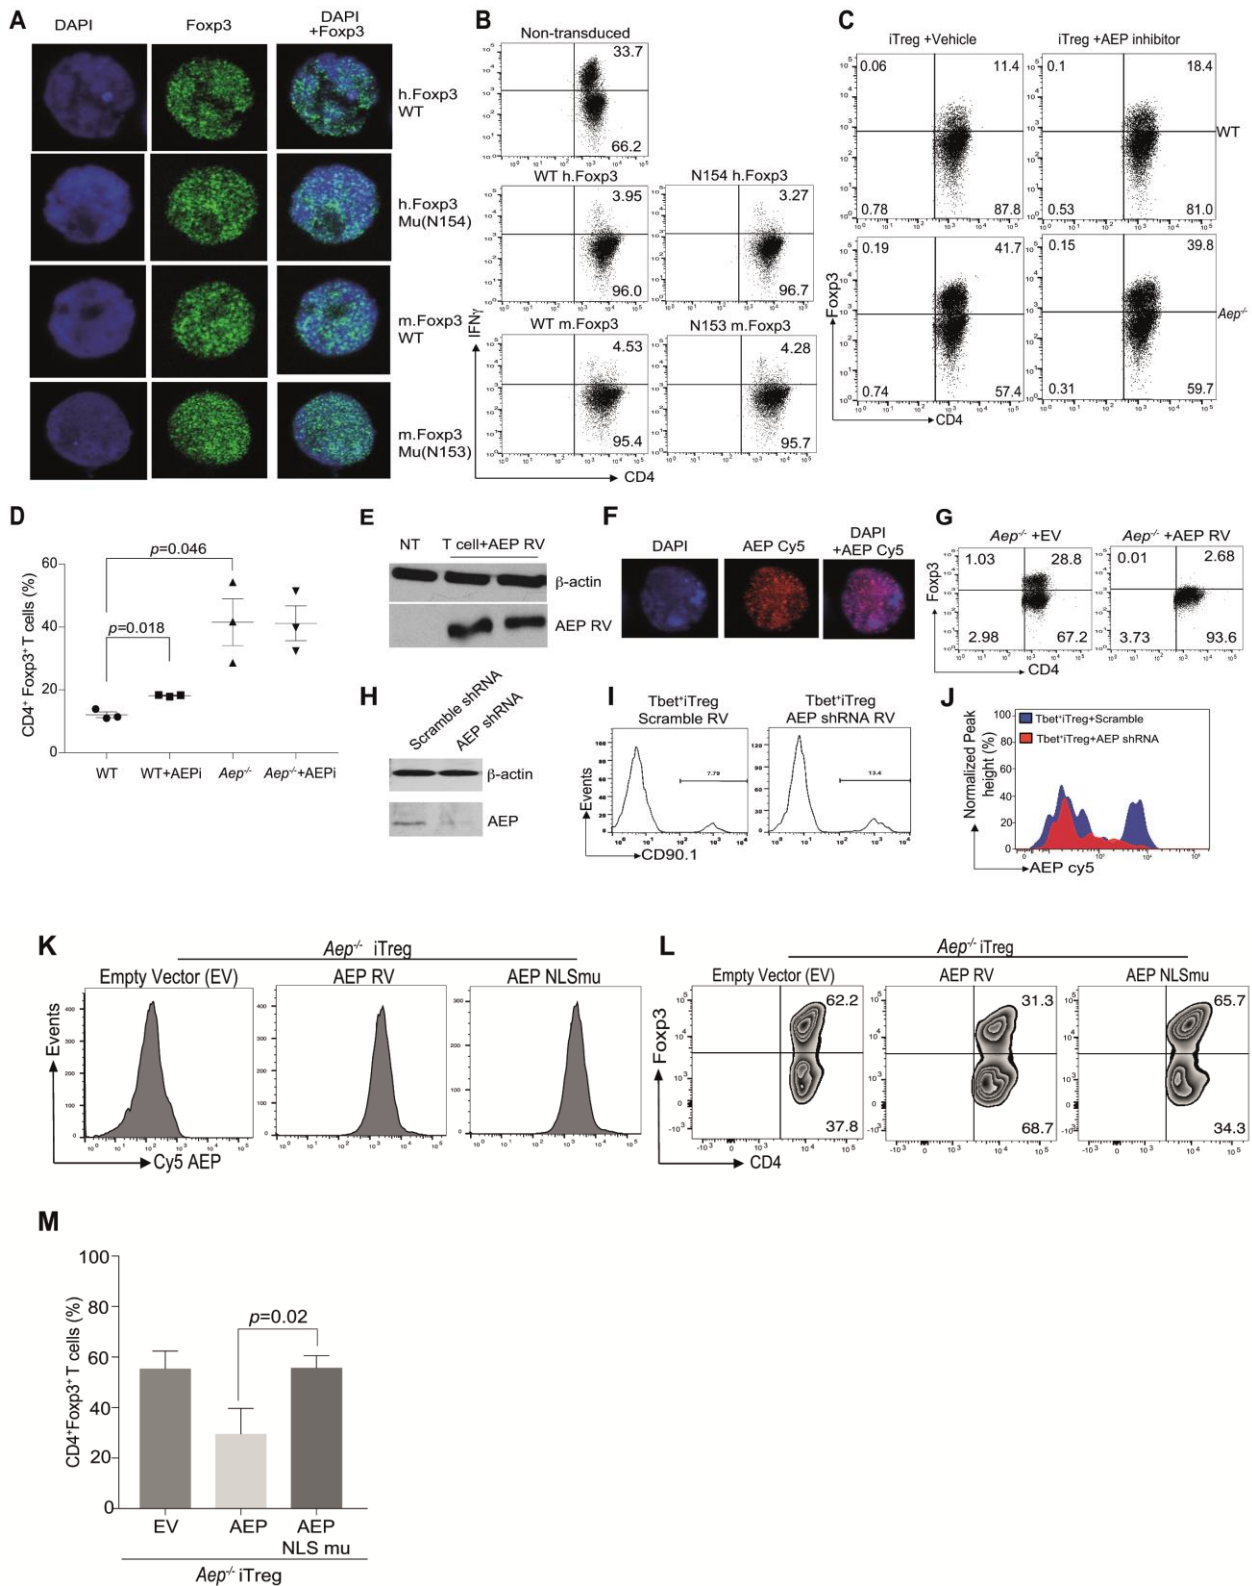 A
DAPI
Foxp3
DAPI
+Foxp3
h.Foxp3
WT
h.Foxp3
Mu(N154)
m.Foxp3
WT
m.Foxp3
Mu(N153)
B
Non-transduced
33.7
66.2
WT h.Foxp3
N154 h.Foxp3
3.95
3.27
96.0
96.7
WT m.Foxp3
N153 m.Foxp3
4.53
4.28
95.4
95.7
IFNγ
CD4
C
iTreg +Vehicle
iTreg +AEP inhibitor
0.06
11.4
0.1
18.4
WT
0.78
87.8
0.53
81.0
0.19
41.7
0.15
39.8
Aep-/-
0.74
57.4
0.31
59.7
Foxp3
CD4
D
CD4+ Foxp3+ T cells (%)
60
40
20
0
p=0.046
p=0.018
WT
WT+AEPi
Aep-/-
Aep-/-+AEPi
E
NT
T cell+AEP RV
β-actin
AEP RV
F
DAPI
AEP Cy5
DAPI
+AEP Cy5
G
Aep-/- +EV
Aep-/- +AEP RV
1.03
28.8
0.01
2.68
2.98
67.2
3.73
93.6
Foxp3
CD4
H
Scramble shRNA
AEP shRNA
β-actin
AEP
I
Tbet+iTreg
Scramble RV
Tbet+iTreg
AEP shRNA RV
7.79
13.4
Events
CD90.1
J
Tbet+iTreg+Scramble
Tbet+iTreg+AEP shRNA
Normalized Peak
height (%)
100
80
60
40
20
0
AEP cy5
K
Aep-/- iTreg
Empty Vector (EV)
AEP RV
AEP NLSmu
Events
Cy5 AEP
L
Aep-/- iTreg
Empty Vector (EV)
AEP RV
AEP NLSmu
62.2
31.3
65.7
37.8
68.7
34.3
Foxp3
CD4
M
CD4+Foxp3+ T cells (%)
100
80
60
40
20
0
p=0.02
EV
AEP
AEP
NLS mu
Aep-/- iTreg